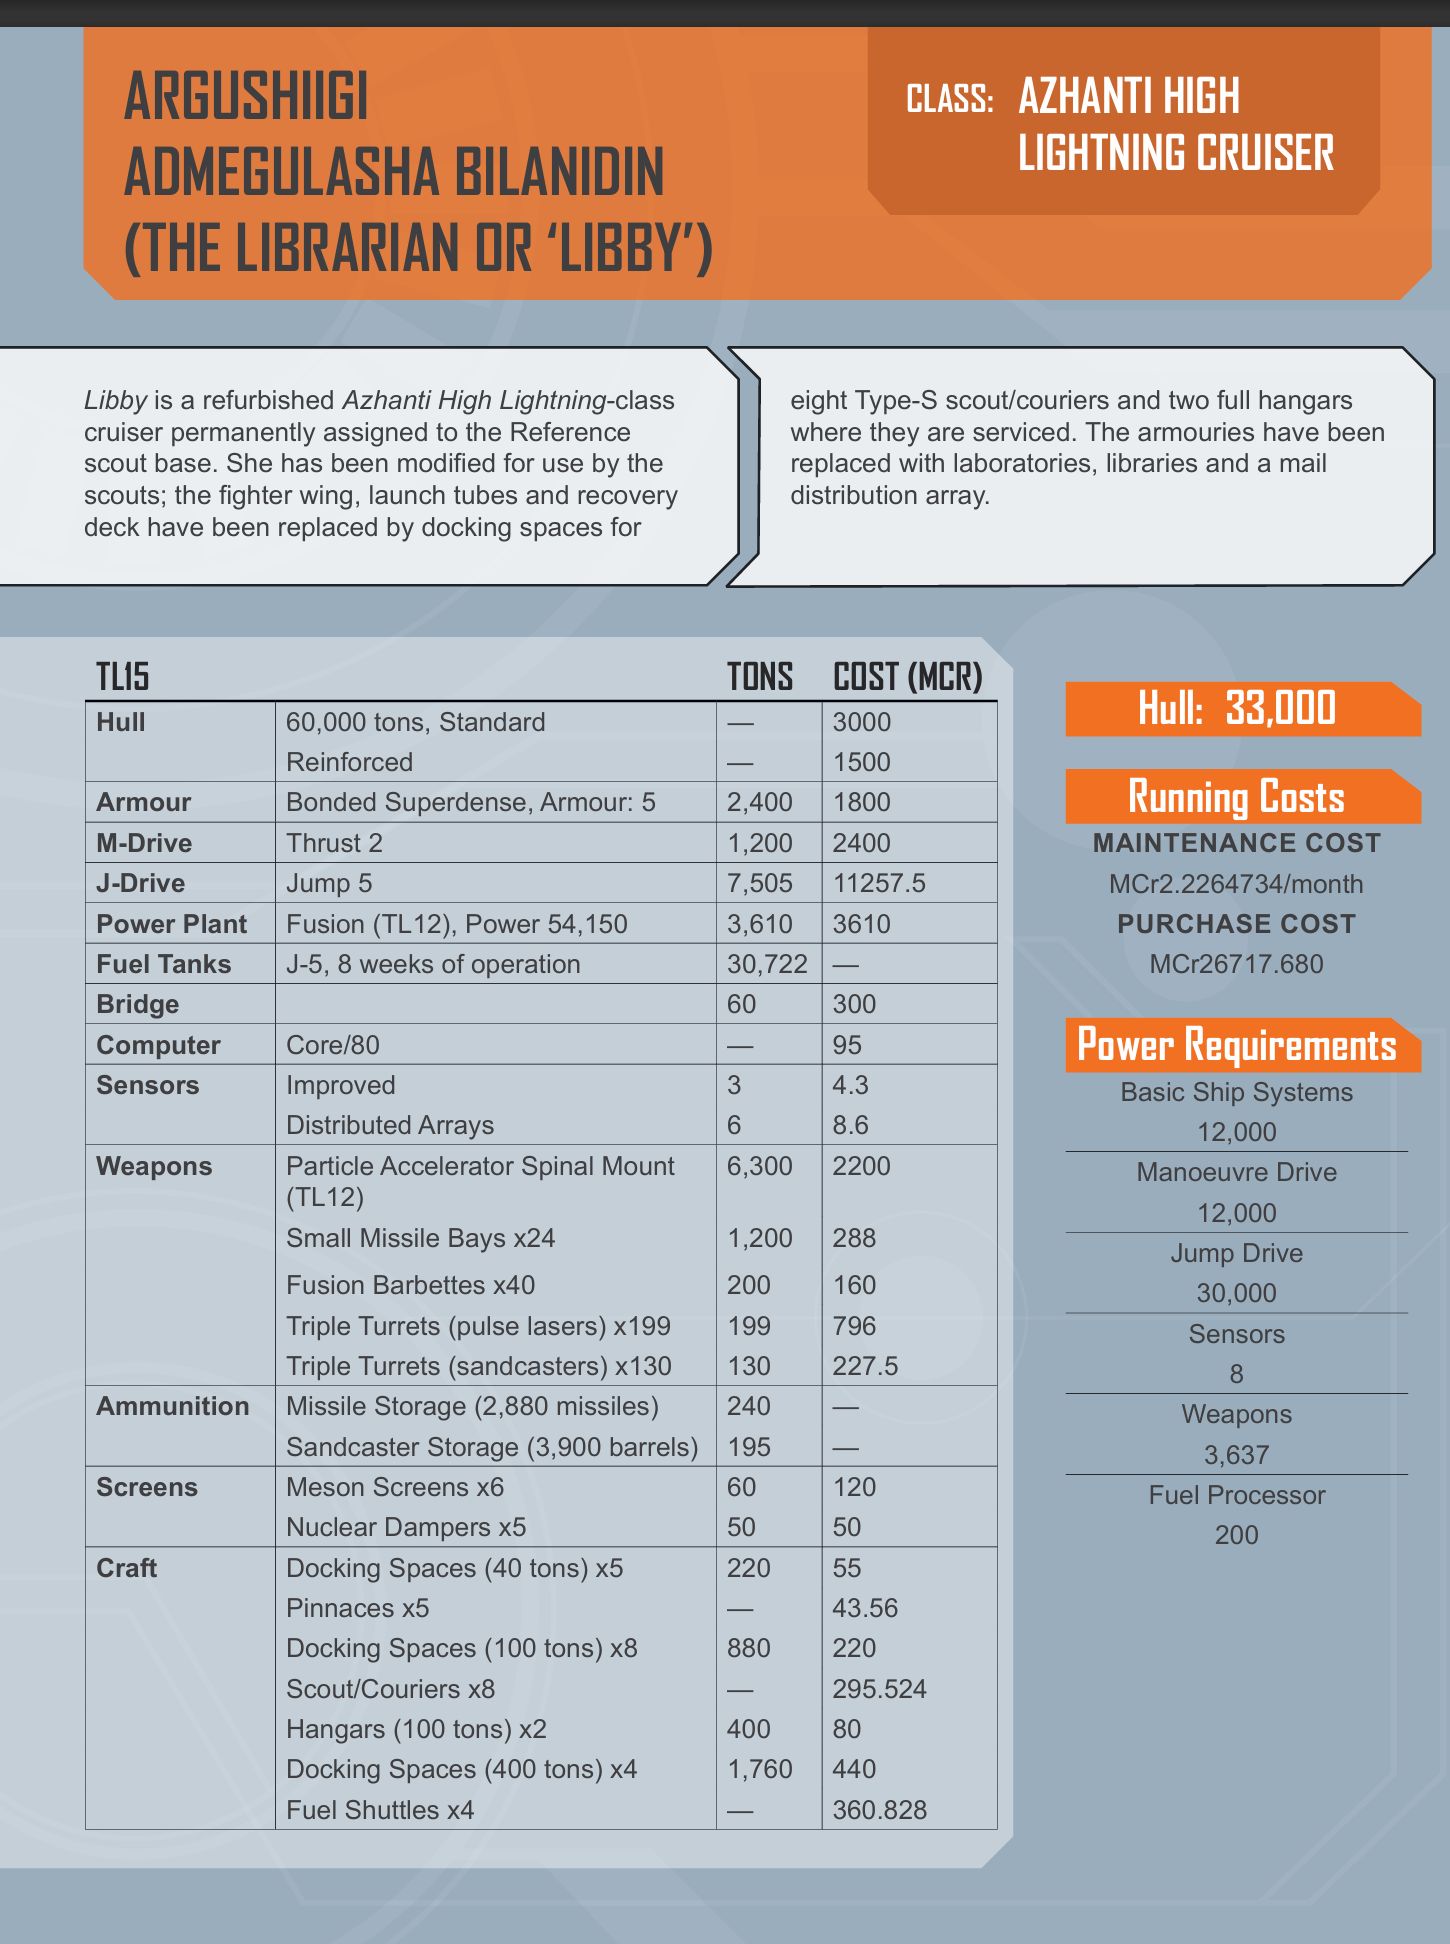 ARGUSHIIGI
ADMEGULASHA BILANIDIN
(THE LIBRARIAN OR ‘LIBBY’)
CLASS: AZHANTI HIGH
LIGHTNING CRUISER
Libby is a refurbished Azhanti High Lightning-class
cruiser permanently assigned to the Reference
scout base. She has been modified for use by the
scouts; the fighter wing, launch tubes and recovery
deck have been replaced by docking spaces for
eight Type-S scout/couriers and two full hangars
where they are serviced. The armouries have been
replaced with laboratories, libraries and a mail
distribution array.
TL15 TONS COST (MCR)
Hull 60,000 tons, Standard — 3000
Reinforced — 1500
Armour Bonded Superdense, Armour: 5 2,400 1800
M-Drive Thrust 2 1,200 2400
J-Drive Jump 5 7,505 11257.5
Power Plant Fusion (TL12), Power 54,150 3,610 3610
Fuel Tanks J-5, 8 weeks of operation 30,722 —
Bridge 60 300
Computer Core/80 — 95
Sensors Improved 3 4.3
Distributed Arrays 6 8.6
Weapons Particle Accelerator Spinal Mount 6,300 2200
(TL12)
Small Missile Bays x24 1,200 288
Fusion Barbettes x40 200 160
Triple Turrets (pulse lasers) x199 199 796
Triple Turrets (sandcasters) x130 130 227.5
Ammunition Missile Storage (2,880 missiles) 240 —
Sandcaster Storage (3,900 barrels) 195 —
Screens Meson Screens x6 60 120
Nuclear Dampers x5 50 50
Craft Docking Spaces (40 tons) x5 220 55
Pinnaces x5 — 43.56
Docking Spaces (100 tons) x8 880 220
Scout/Couriers x8 — 295.524
Hangars (100 tons) x2 400 80
Docking Spaces (400 tons) x4 1,760 440
Fuel Shuttles x4 — 360.828
Hull: 33,000
Running Costs
MAINTENANCE COST
MCr2.2264734/month
PURCHASE COST
MCr26717.680
Power Requirements
Basic Ship Systems
12,000
Manoeuvre Drive
12,000
Jump Drive
30,000
Sensors
8
Weapons
3,637
Fuel Processor
200